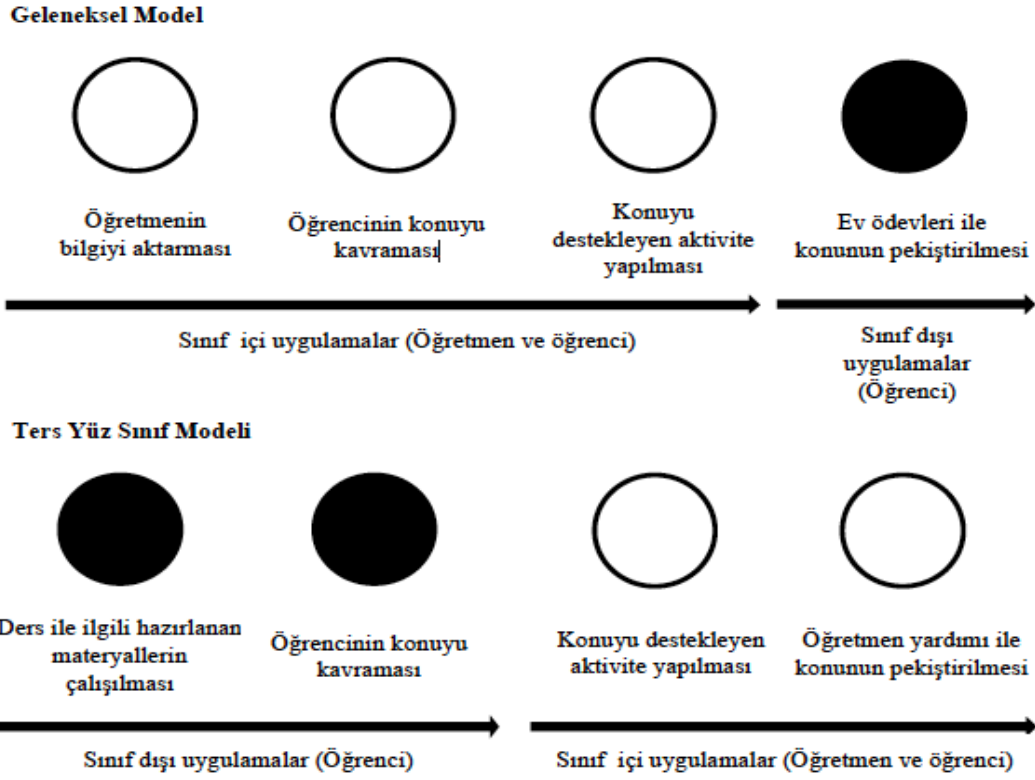 Geleneksel Model
Öğretmenin
bilgiyi aktarması
Öğrencinin konuyu
kavraması
Konuyu
destekleyen aktivite
yapılması
Ev ödevleri ile
konunun pekiştirilmesi
Sınıf içi uygulamalar (Öğretmen ve öğrenci)
Sınıf dışı
uygulamalar
(Öğrenci)
Ters Yüz Sınıf Modeli
Ders ile ilgili hazırlanan
materyallerin
çalışılması
Öğrencinin konuyu
kavraması
Konuyu destekleyen
aktivite yapılması
Öğretmen yardımı ile
konunun pekiştirilmesi
Sınıf dışı uygulamalar (Öğrenci)
Sınıf içi uygulamalar (Öğretmen ve öğrenci)